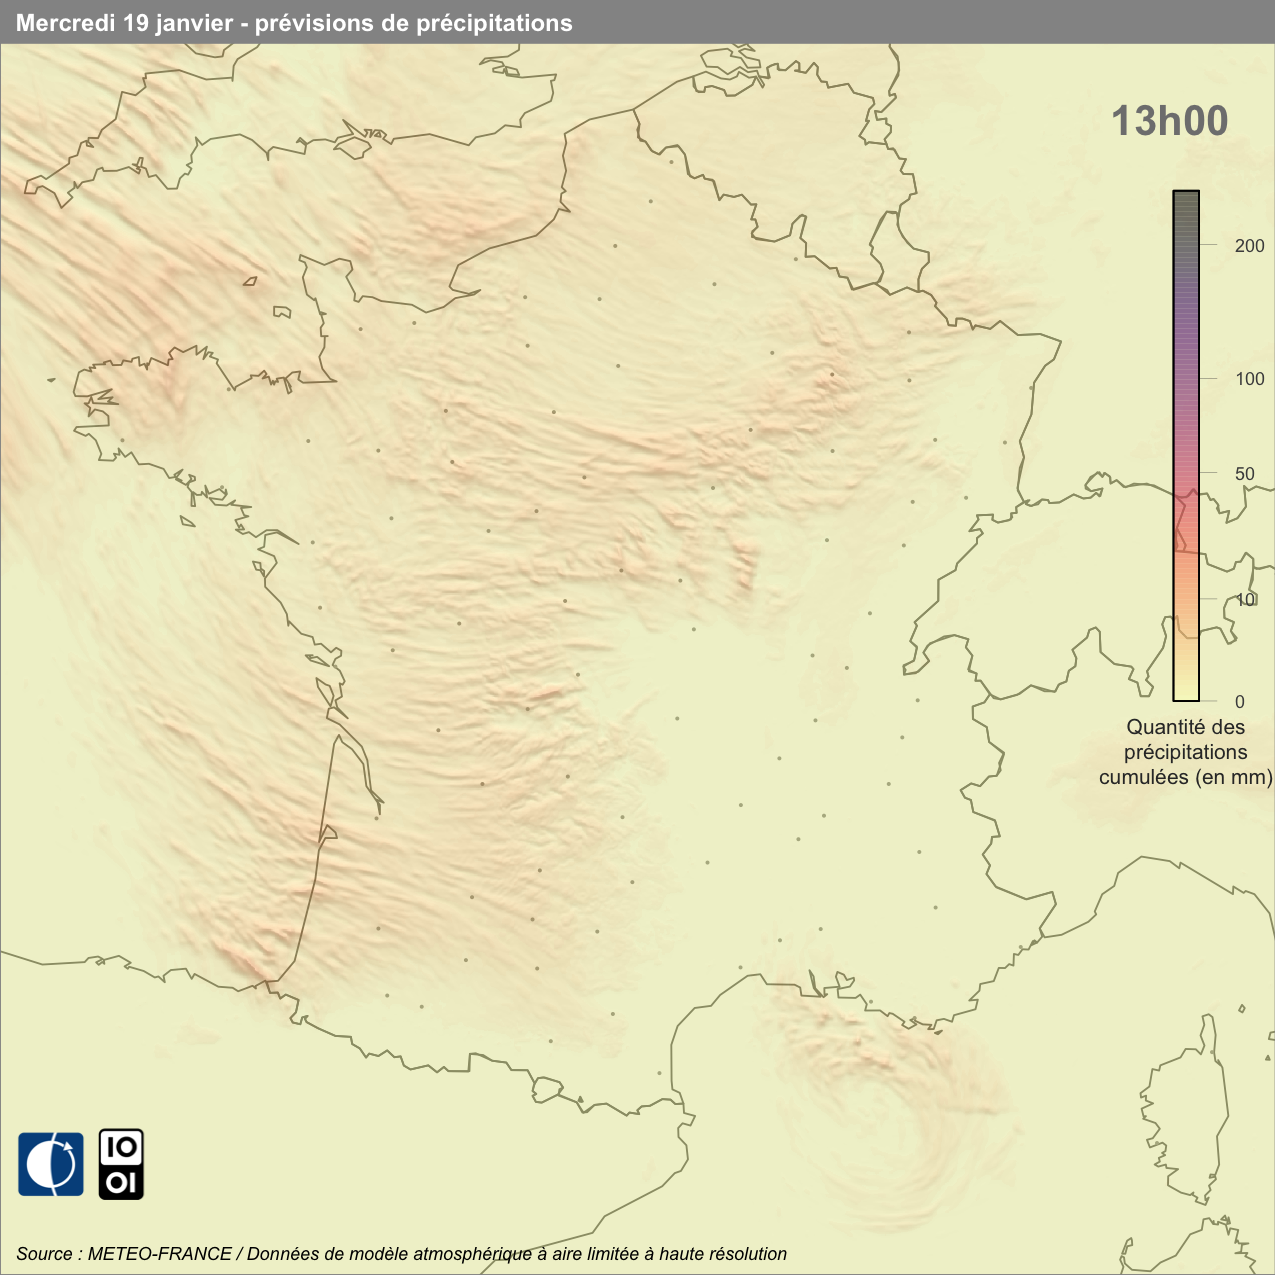 Mercredi 19 janvier - prévisions de précipitations
13h00
200
100
50
10
0
Quantité des
précipitations
cumulées (en mm)
IO
OI
Source : METEO-FRANCE / Données de modèle atmosphérique à aire limitée à haute résolution